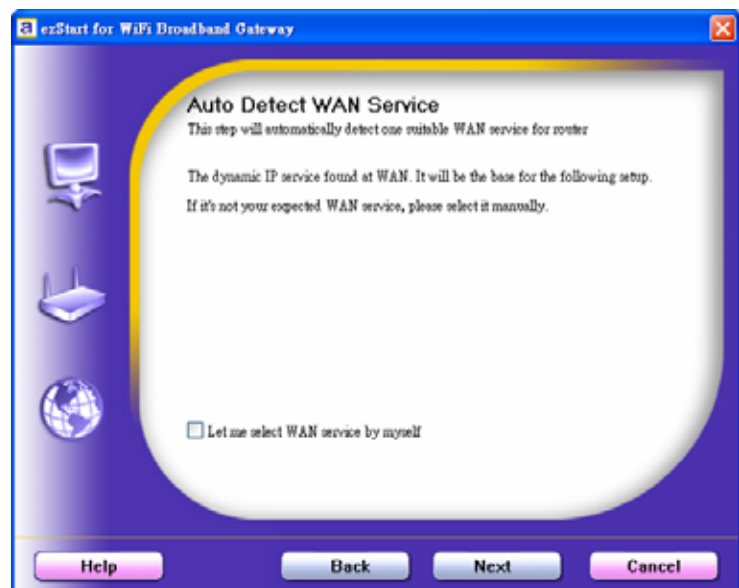 a ezStart for WiFi Broadband Gateway
Auto Detect WAN Service
This step will automatically detect one suitable WAN service for router
The dynamic IP service found at WAN. It will be the base for the following setup.
If it's not your expected WAN service, please select it manually.
Let me select WAN service by myself
Help
Back
Next
Cancel